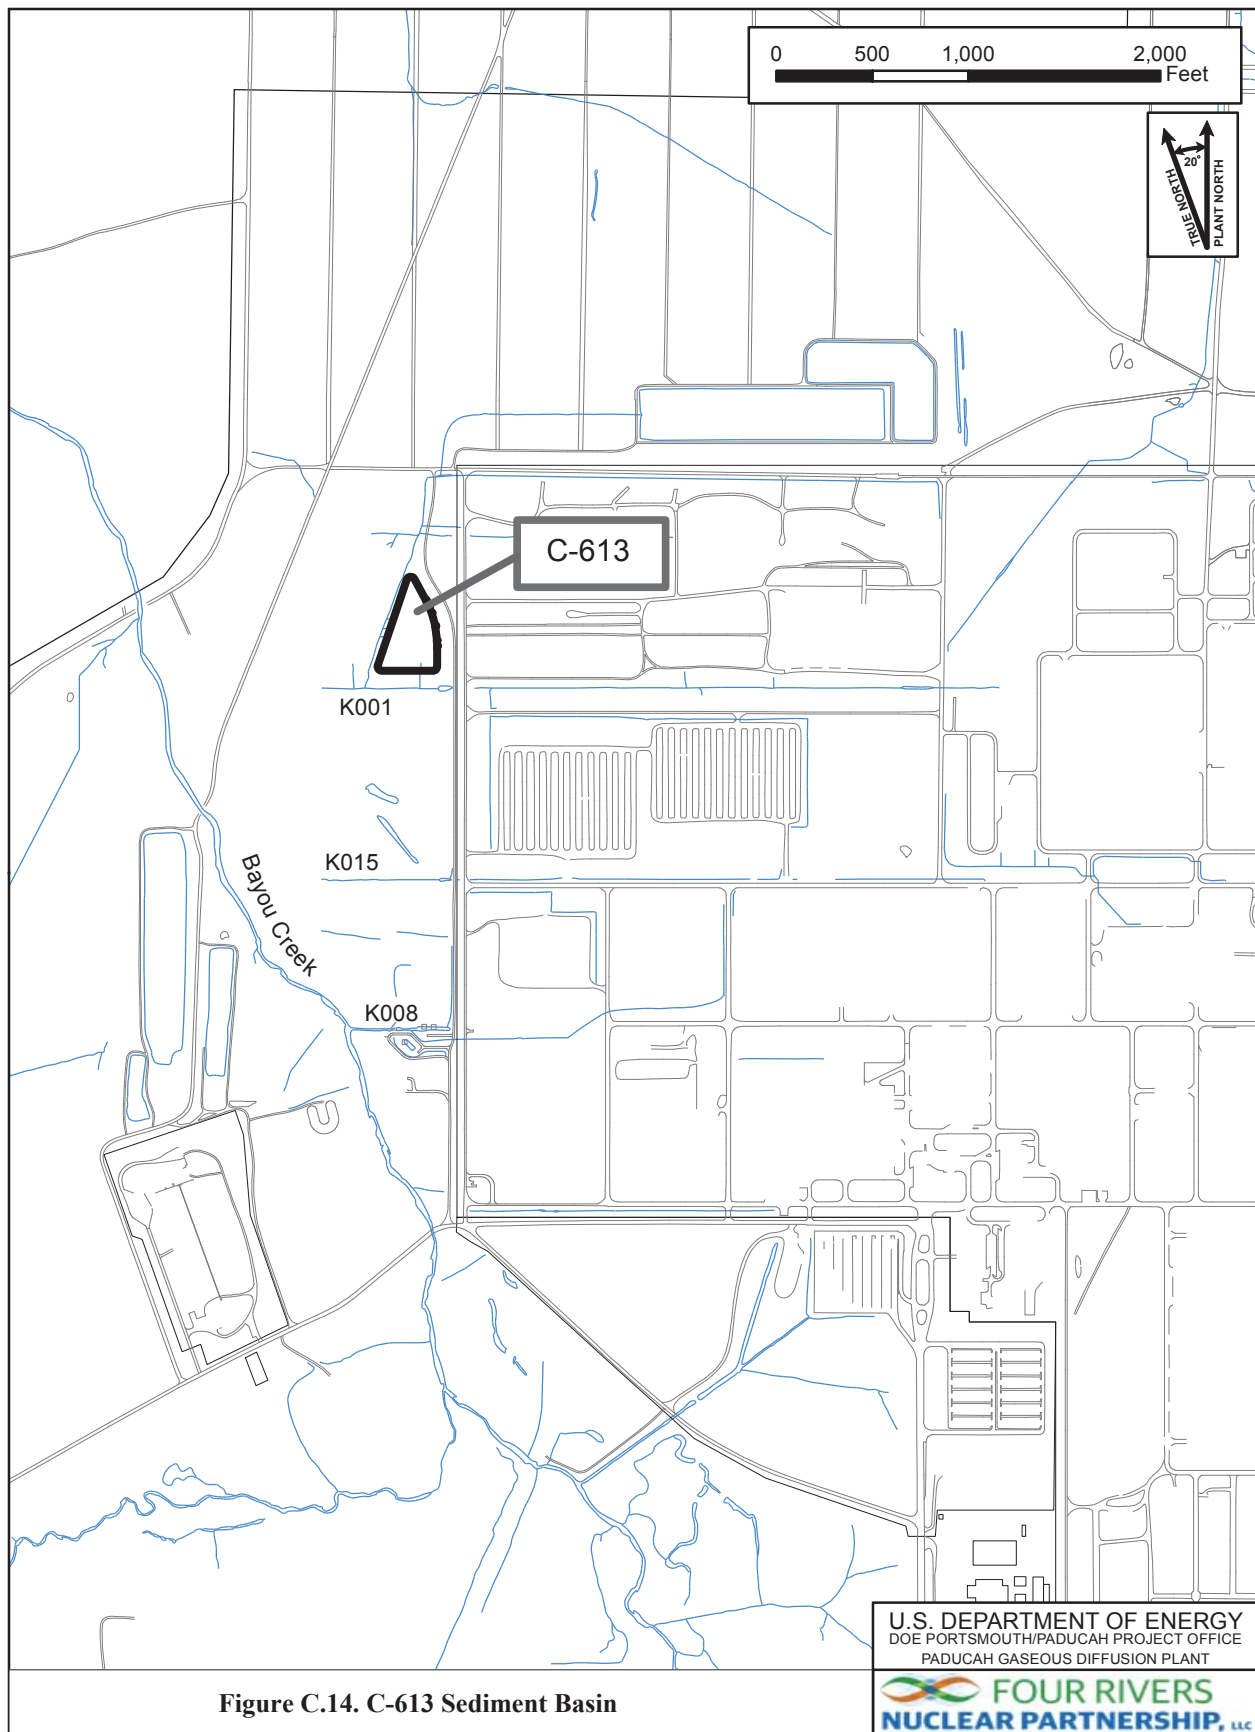 0 500 1,000 2,000
Feet
20°
TRUE NORTH
PLANT NORTH
C-613
K001
K015
Bayou Creek
K008
U.S. DEPARTMENT OF ENERGY
DOE PORTSMOUTH/PADUCAH PROJECT OFFICE
PADUCAH GASEOUS DIFFUSION PLANT
Figure C.14. C-613 Sediment Basin
FOUR RIVERS
NUCLEAR PARTNERSHIP, LLC